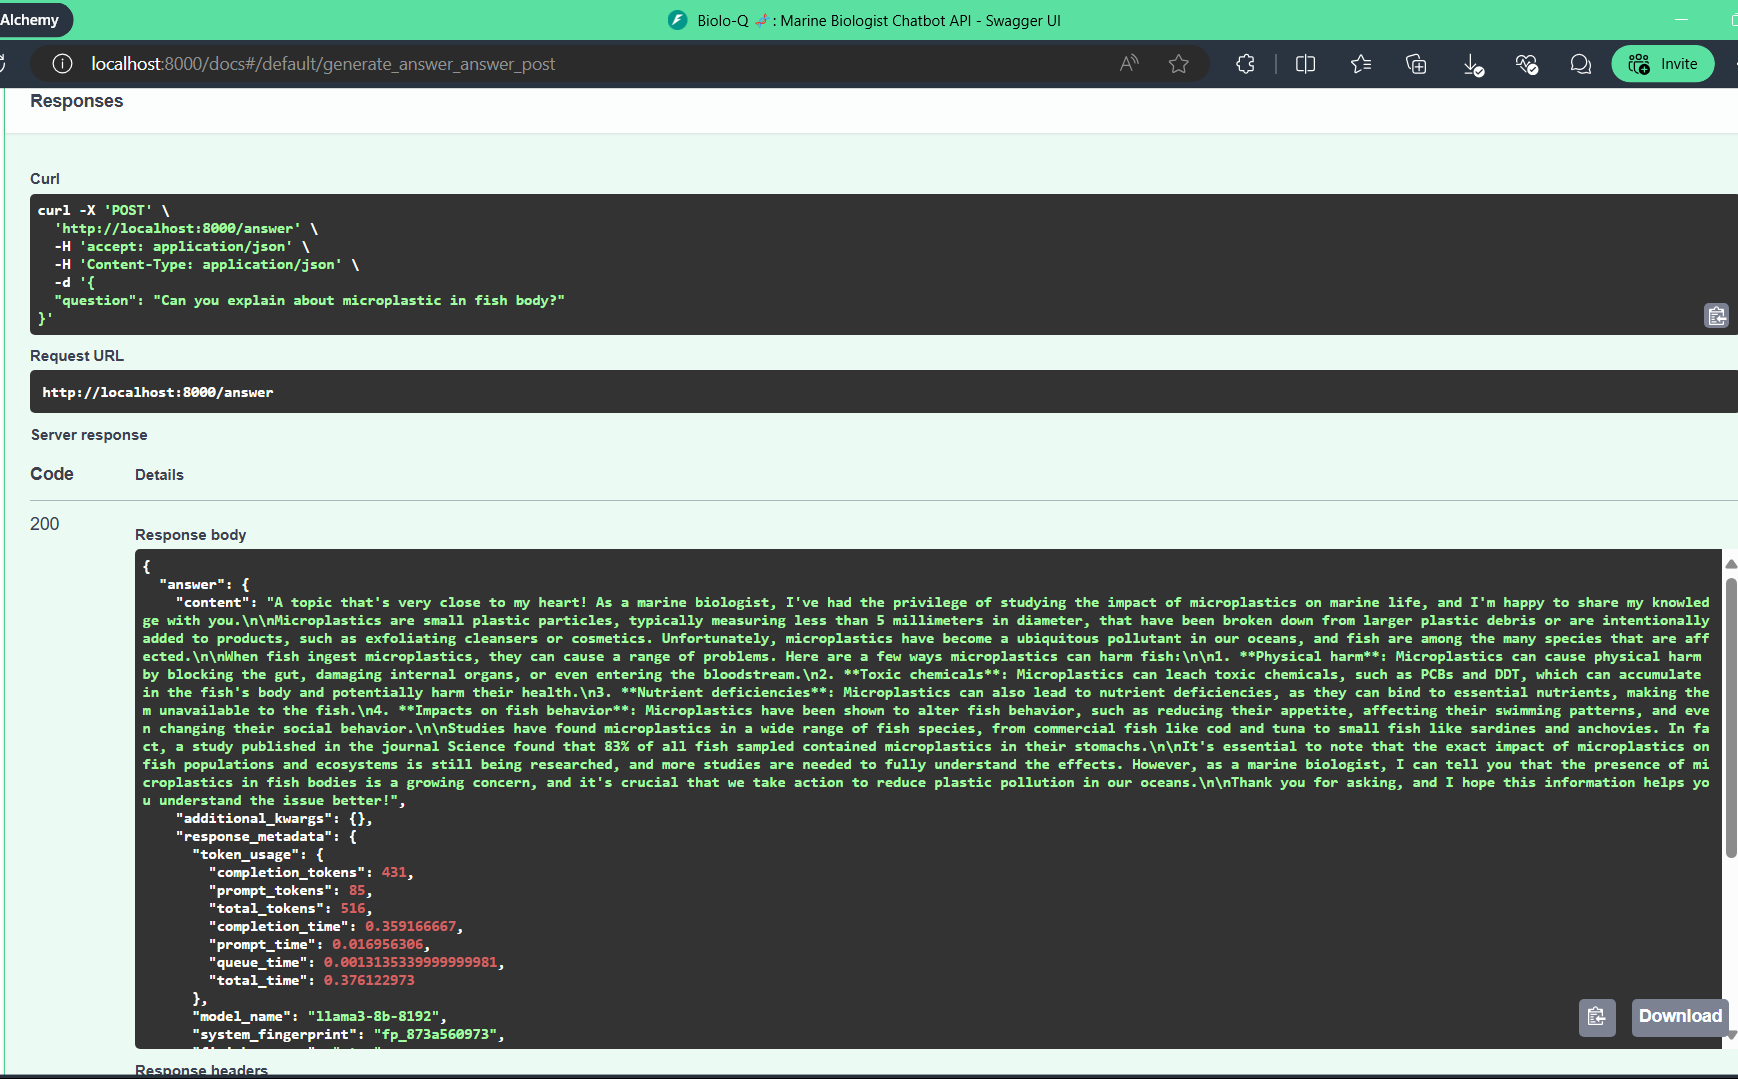 Alchemy
Biolo-Q 🧬 : Marine Biologist Chatbot API - Swagger UI
localhost:8000/docs#/default/generate_answer_answer_post
Invite
Responses
Curl
curl -X 'POST' \
  'http://localhost:8000/answer' \
  -H 'accept: application/json' \
  -H 'Content-Type: application/json' \
  -d '{
  "question": "Can you explain about microplastic in fish body?"
}'
Request URL
http://localhost:8000/answer
Server response
Code Details
200
Response body
{
  "answer": {
    "content": "A topic that's very close to my heart! As a marine biologist, I've had the privilege of studying the impact of microplastics on marine life, and I'm happy to share my knowled
ge with you.\n\nMicroplastics are small plastic particles, typically measuring less than 5 millimeters in diameter, that have been broken down from larger plastic debris or are intentionally
added to products, such as exfoliating cleansers or cosmetics. Unfortunately, microplastics have become a ubiquitous pollutant in our oceans, and fish are among the many species that are aff
ected.\n\nWhen fish ingest microplastics, they can cause a range of problems. Here are a few ways microplastics can harm fish:\n\n1. **Physical harm**: Microplastics can cause physical harm
by blocking the gut, damaging internal organs, or even entering the bloodstream.\n2. **Toxic chemicals**: Microplastics can leach toxic chemicals, such as PCBs and DDT, which can accumulate
in the fish's body and potentially harm their health.\n3. **Nutrient deficiencies**: Microplastics can also lead to nutrient deficiencies, as they can bind to essential nutrients, making the
m unavailable to the fish.\n4. **Impacts on fish behavior**: Microplastics have been shown to alter fish behavior, such as reducing their appetite, affecting their swimming patterns, and eve
n changing their social behavior.\n\nStudies have found microplastics in a wide range of fish species, from commercial fish like cod and tuna to small fish like sardines and anchovies. In fa
ct, a study published in the journal Science found that 83% of all fish sampled contained microplastics in their stomachs.\n\nIt's essential to note that the exact impact of microplastics on
fish populations and ecosystems is still being researched, and more studies are needed to fully understand the effects. However, as a marine biologist, I can tell you that the presence of mi
croplastics in fish bodies is a growing concern, and it's crucial that we take action to reduce plastic pollution in our oceans.\n\nThank you for asking, and I hope this information helps yo
u understand the issue better!",
    "additional_kwargs": {},
    "response_metadata": {
      "token_usage": {
        "completion_tokens": 431,
        "prompt_tokens": 85,
        "total_tokens": 516,
        "completion_time": 0.359166667,
        "prompt_time": 0.016956306,
        "queue_time": 0.0013135339999999981,
        "total_time": 0.376122973
      },
      "model_name": "llama3-8b-8192",
      "system_fingerprint": "fp_873a560973",
Download
Response headers